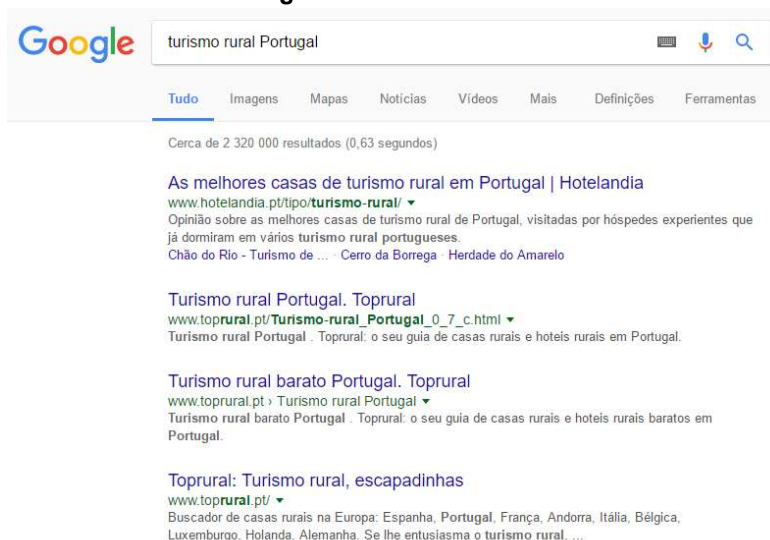 Google
turismo rural Portugal
Tudo Imagens Mapas Notícias Vídeos Mais Definições Ferramentas
Cerca de 2 320 000 resultados (0,63 segundos)
As melhores casas de turismo rural em Portugal | Hotelandia
www.hotelandia.pt/tipo/turismo-rural/
Opinião sobre as melhores casas de turismo rural de Portugal, visitadas por hóspedes experientes que
já dormiram em vários turismo rural portugueses.
Chão do Rio - Turismo de ... · Cerro da Borrega · Herdade do Amarelo
Turismo rural Portugal. Toprural
www.toprural.pt/Turismo-rural_Portugal_0_7_c.html
Turismo rural Portugal . Toprural: o seu guia de casas rurais e hoteis rurais em Portugal.
Turismo rural barato Portugal. Toprural
www.toprural.pt › Turismo rural Portugal
Turismo rural barato Portugal . Toprural: o seu guia de casas rurais e hoteis rurais baratos em
Portugal.
Toprural: Turismo rural, escapadinhas
www.toprural.pt/
Buscador de casas rurais na Europa: Espanha, Portugal, França, Andorra, Itália, Bélgica,
Luxemburgo, Holanda, Alemanha. Se lhe entusiasma o turismo rural, ...